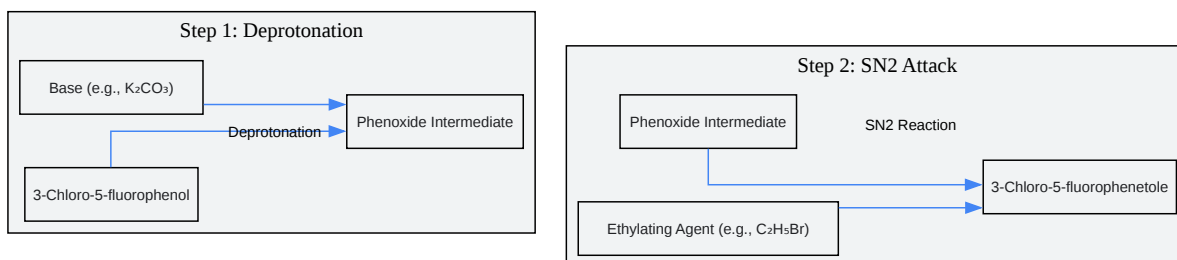 Step 1: Deprotonation
Base (e.g., K₂CO₃)
Phenoxide Intermediate
Deprotonation
3-Chloro-5-fluorophenol
Step 2: SN2 Attack
Phenoxide Intermediate
SN2 Reaction
3-Chloro-5-fluorophenetole
Ethylating Agent (e.g., C₂H₅Br)